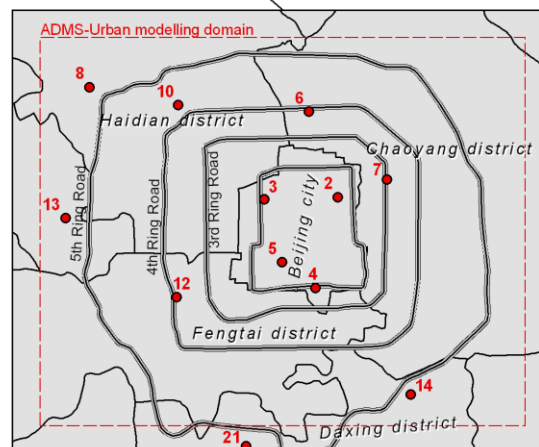 ADMS-Urban modelling domain
8
10
6
Haidian district
Chaoyang district
7
3
2
13
5th Ring Road
4th Ring Road
3rd Ring Road
Beijing city
5
4
12
Fengtai district
14
Daxing district
21